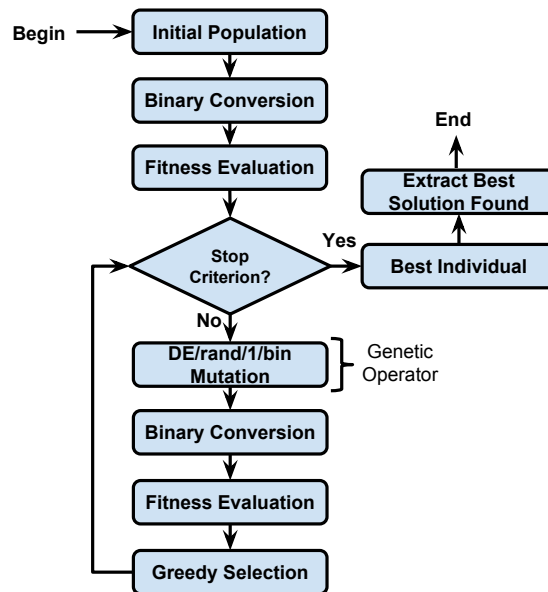 Begin
Initial Population
Binary Conversion
Fitness Evaluation
Stop
Criterion?
Yes
Best Individual
Extract Best
Solution Found
End
No
DE/rand/1/bin
Mutation
Genetic
Operator
Binary Conversion
Fitness Evaluation
Greedy Selection